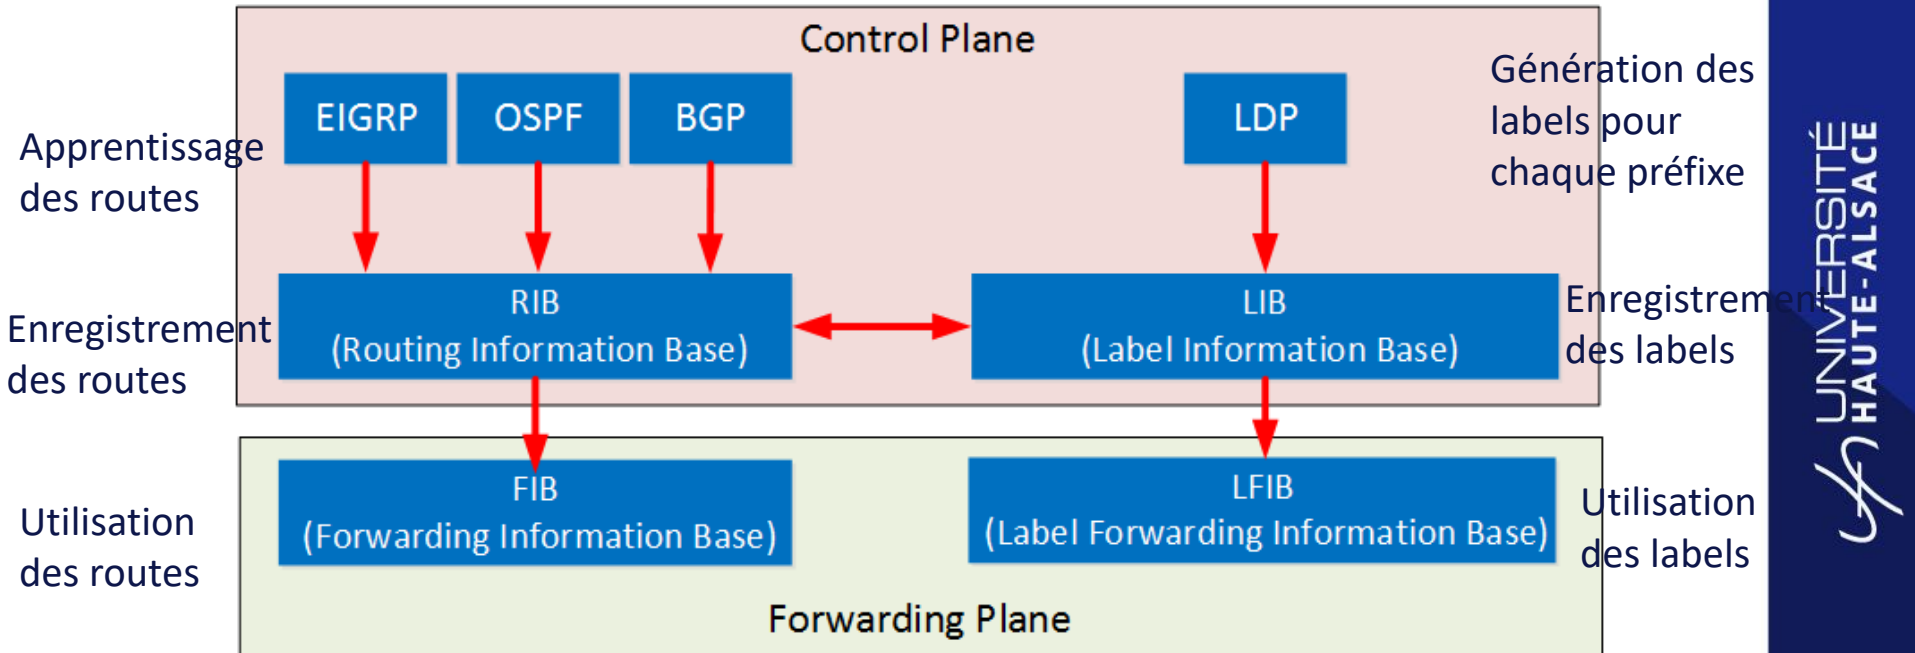 Control Plane
EIGRP
OSPF
BGP
LDP
Génération des
labels pour
chaque préfixe
Apprentissage
des routes
RIB
(Routing Information Base)
LIB
(Label Information Base)
Enregistrement
des routes
Enregistrement
des labels
FIB
(Forwarding Information Base)
LFIB
(Label Forwarding Information Base)
Utilisation
des routes
Utilisation
des labels
Forwarding Plane
UNIVERSITÉ
HAUTE-ALSACE